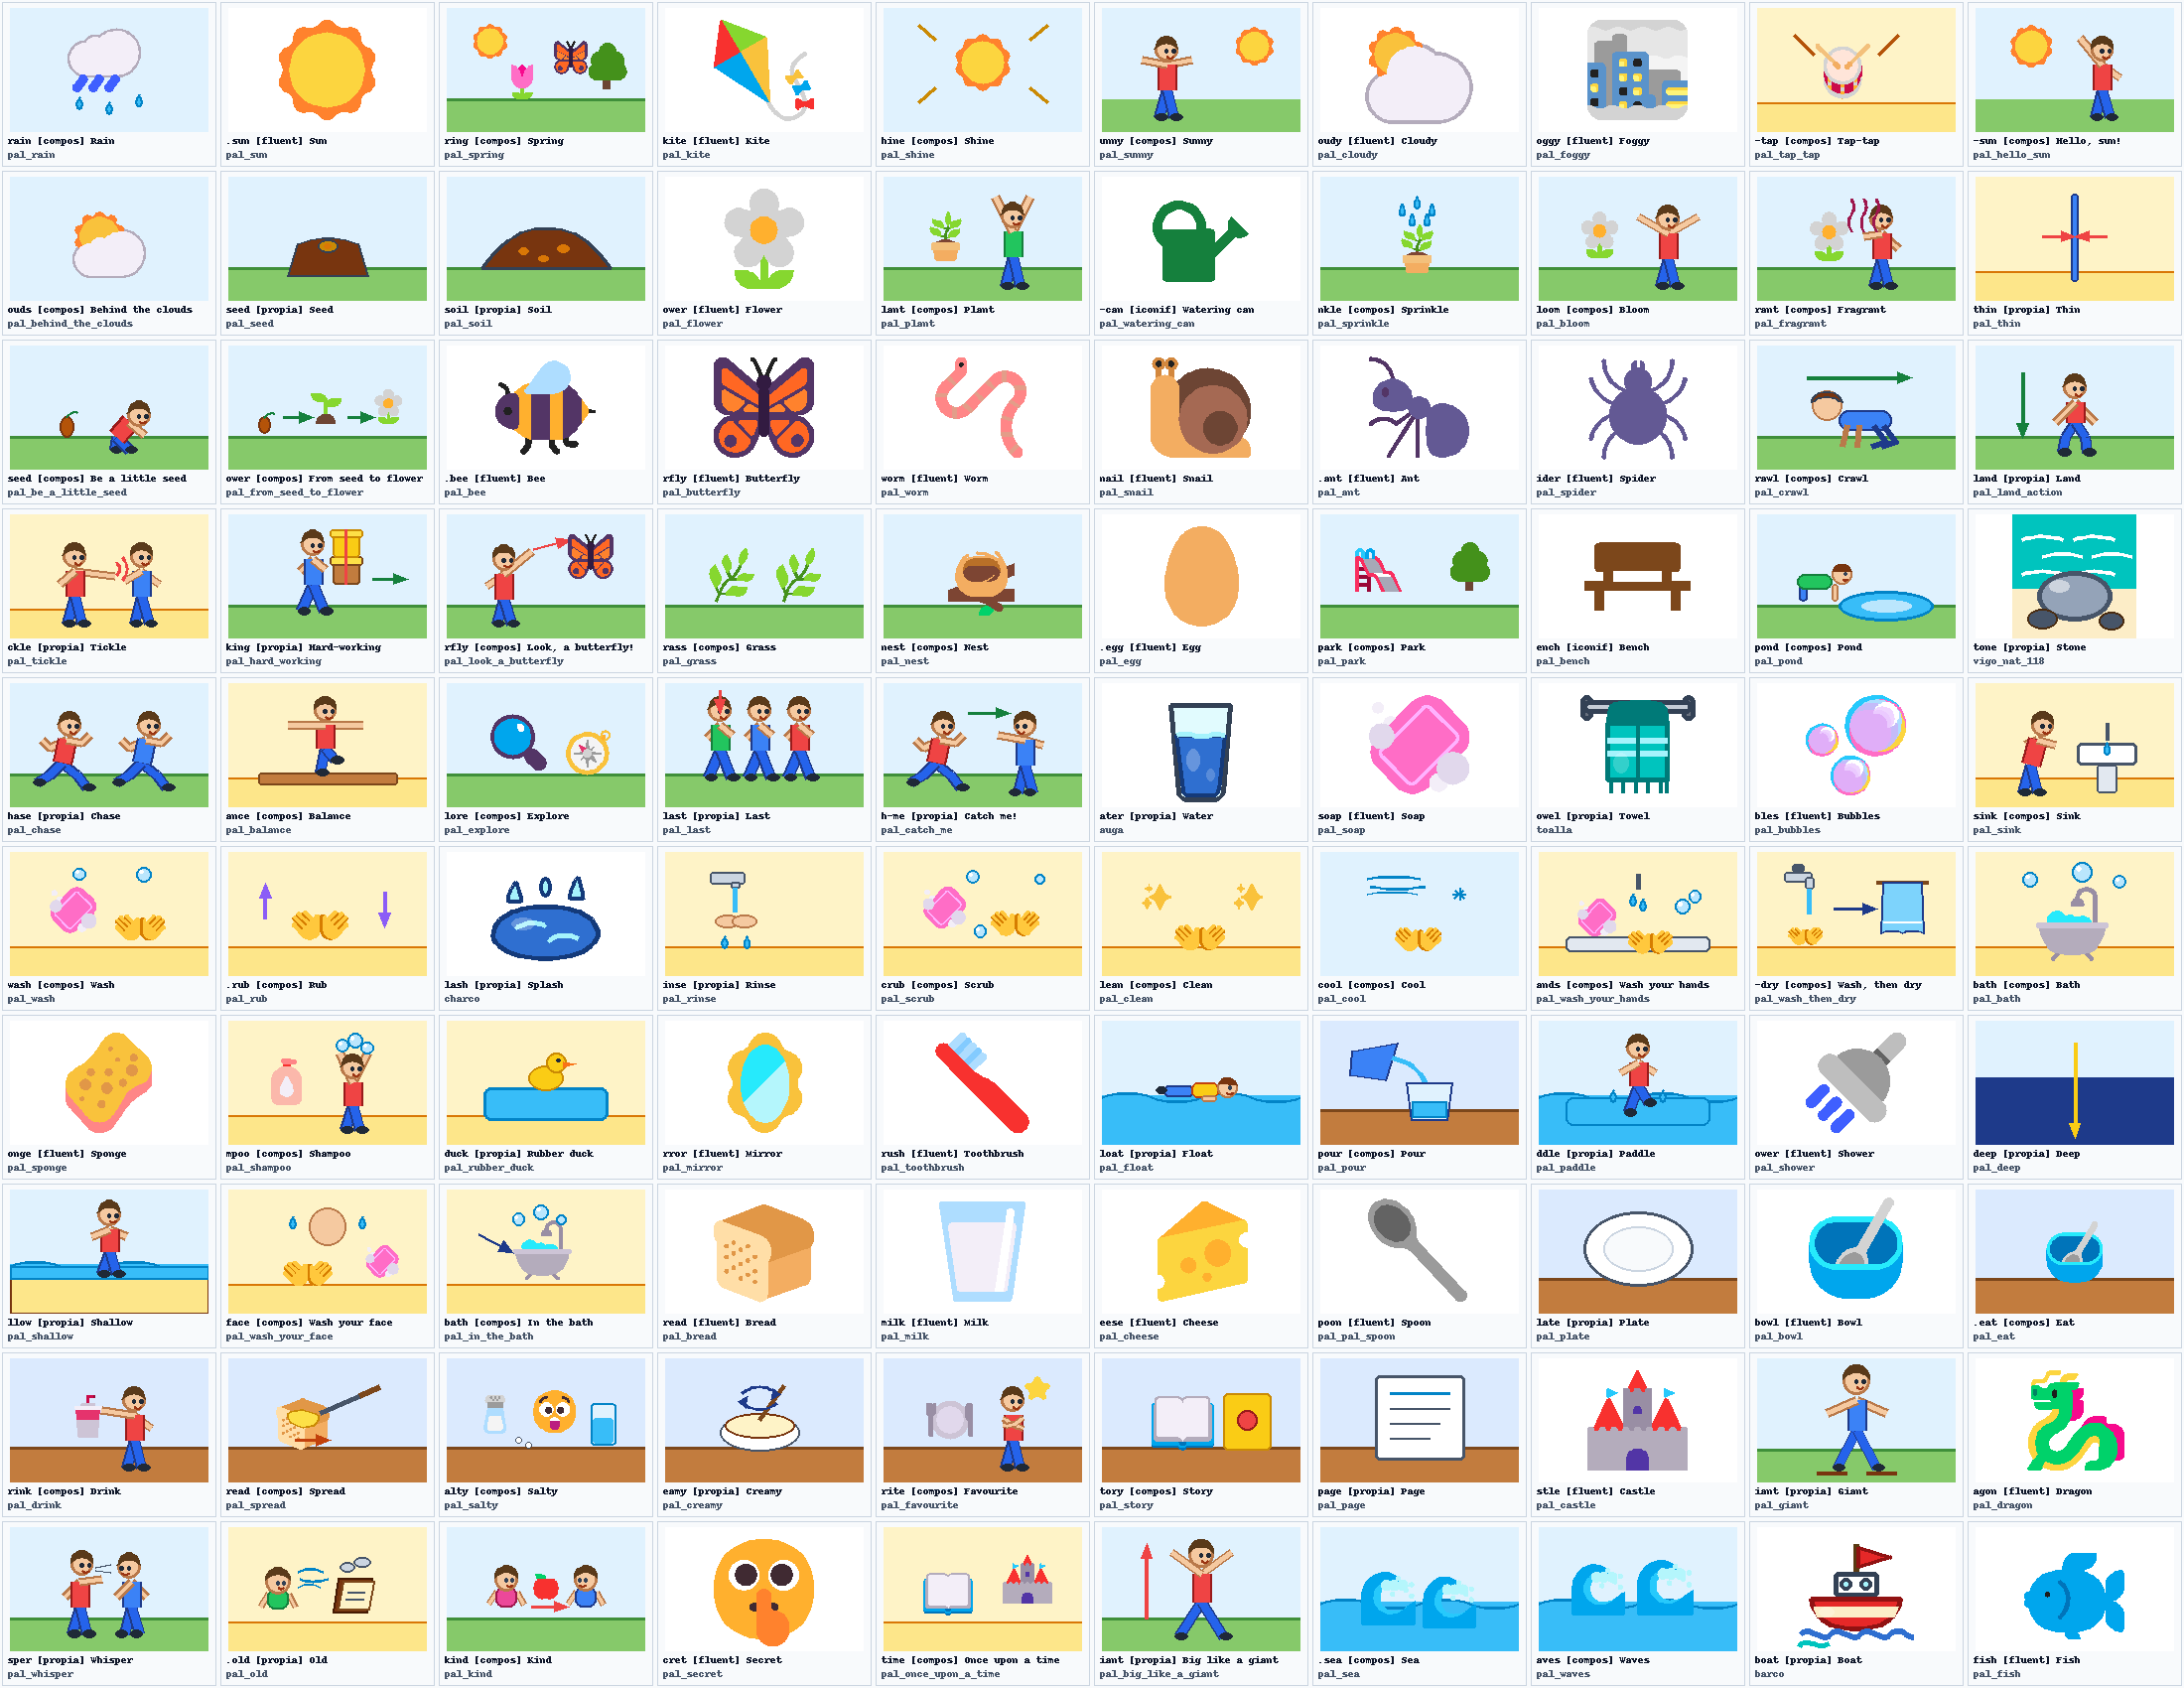 rain [compos] Rain
pal_rain
.sun [fluent] Sun
pal_sun
ring [compos] Spring
pal_spring
kite [fluent] Kite
pal_kite
hine [compos] Shine
pal_shine
unny [compos] Sunny
pal_sunny
oudy [fluent] Cloudy
pal_cloudy
oggy [fluent] Foggy
pal_foggy
-tap [compos] Tap-tap
pal_tap_tap
-sun [compos] Hello, sun!
pal_hello_sun
ouds [compos] Behind the clouds
pal_behind_the_clouds
seed [propia] Seed
pal_seed
soil [propia] Soil
pal_soil
ower [fluent] Flower
pal_flower
lant [compos] Plant
pal_plant
-can [iconif] Watering can
pal_watering_can
nkle [compos] Sprinkle
pal_sprinkle
loom [compos] Bloom
pal_bloom
rant [compos] Fragrant
pal_fragrant
thin [propia] Thin
pal_thin
seed [compos] Be a little seed
pal_be_a_little_seed
ower [compos] From seed to flower
pal_from_seed_to_flower
.bee [fluent] Bee
pal_bee
rfly [fluent] Butterfly
pal_butterfly
worm [fluent] Worm
pal_worm
nail [fluent] Snail
pal_snail
.ant [fluent] Ant
pal_ant
ider [fluent] Spider
pal_spider
rawl [compos] Crawl
pal_crawl
land [propia] Land
pal_land_action
ckle [propia] Tickle
pal_tickle
king [propia] Hard-working
pal_hard_working
rfly [compos] Look, a butterfly!
pal_look_a_butterfly
rass [compos] Grass
pal_grass
nest [compos] Nest
pal_nest
.egg [fluent] Egg
pal_egg
park [compos] Park
pal_park
ench [iconif] Bench
pal_bench
pond [compos] Pond
pal_pond
tone [propia] Stone
vigo_nat_118
hase [propia] Chase
pal_chase
ance [compos] Balance
pal_balance
lore [compos] Explore
pal_explore
last [propia] Last
pal_last
h-me [propia] Catch me!
pal_catch_me
ater [propia] Water
auga
soap [fluent] Soap
pal_soap
owel [propia] Towel
toalla
bles [fluent] Bubbles
pal_bubbles
sink [compos] Sink
pal_sink
wash [compos] Wash
pal_wash
.rub [compos] Rub
pal_rub
lash [propia] Splash
charco
inse [propia] Rinse
pal_rinse
crub [compos] Scrub
pal_scrub
lean [compos] Clean
pal_clean
cool [compos] Cool
pal_cool
ands [compos] Wash your hands
pal_wash_your_hands
-dry [compos] Wash, then dry
pal_wash_then_dry
bath [compos] Bath
pal_bath
onge [fluent] Sponge
pal_sponge
mpoo [compos] Shampoo
pal_shampoo
duck [propia] Rubber duck
pal_rubber_duck
rror [fluent] Mirror
pal_mirror
rush [fluent] Toothbrush
pal_toothbrush
loat [propia] Float
pal_float
pour [compos] Pour
pal_pour
ddle [propia] Paddle
pal_paddle
ower [fluent] Shower
pal_shower
deep [propia] Deep
pal_deep
llow [propia] Shallow
pal_shallow
face [compos] Wash your face
pal_wash_your_face
bath [compos] In the bath
pal_in_the_bath
read [fluent] Bread
pal_bread
milk [fluent] Milk
pal_milk
eese [fluent] Cheese
pal_cheese
poon [fluent] Spoon
pal_pal_spoon
late [propia] Plate
pal_plate
bowl [fluent] Bowl
pal_bowl
.eat [compos] Eat
pal_eat
rink [compos] Drink
pal_drink
read [compos] Spread
pal_spread
alty [compos] Salty
pal_salty
eamy [propia] Creamy
pal_creamy
rite [compos] Favourite
pal_favourite
tory [compos] Story
pal_story
page [propia] Page
pal_page
stle [fluent] Castle
pal_castle
iant [propia] Giant
pal_giant
agon [fluent] Dragon
pal_dragon
sper [propia] Whisper
pal_whisper
.old [propia] Old
pal_old
kind [compos] Kind
pal_kind
cret [fluent] Secret
pal_secret
time [compos] Once upon a time
pal_once_upon_a_time
iant [propia] Big like a giant
pal_big_like_a_giant
.sea [compos] Sea
pal_sea
aves [compos] Waves
pal_waves
boat [propia] Boat
barco
fish [fluent] Fish
pal_fish